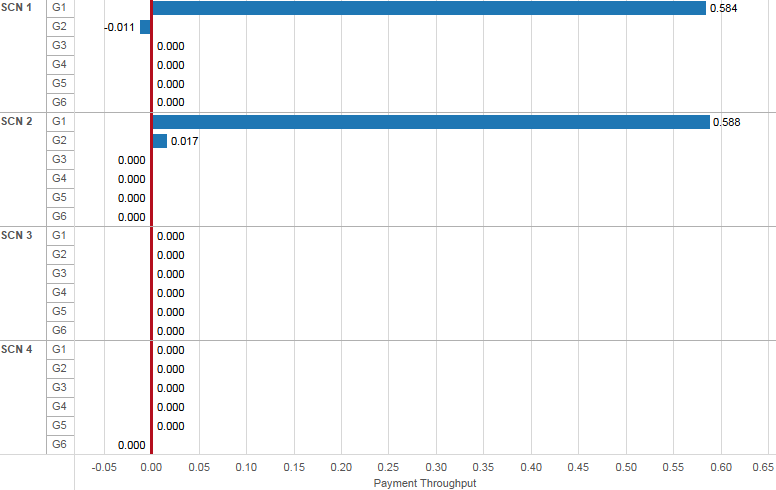 SCN 1 G1 0.584
G2 -0.011
G3 0.000
G4 0.000
G5 0.000
G6 0.000
SCN 2 G1 0.588
G2 0.017
G3 0.000
G4 0.000
G5 0.000
G6 0.000
SCN 3 G1 0.000
G2 0.000
G3 0.000
G4 0.000
G5 0.000
G6 0.000
SCN 4 G1 0.000
G2 0.000
G3 0.000
G4 0.000
G5 0.000
G6 0.000
-0.05 0.00 0.05 0.10 0.15 0.20 0.25 0.30 0.35 0.40 0.45 0.50 0.55 0.60 0.65
Payment Throughput